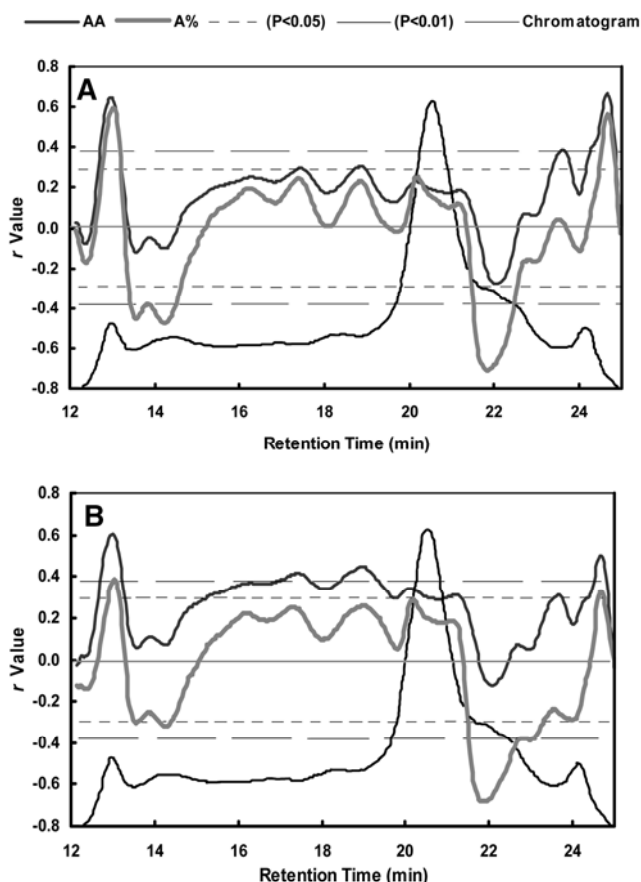 AA A% (P<0.05) (P<0.01) Chromatogram
A
0.8
0.6
0.4
0.2
0.0
-0.2
-0.4
-0.6
-0.8
r Value
12 14 16 18 20 22 24
Retention Time (min)
B
0.8
0.6
0.4
0.2
0.0
-0.2
-0.4
-0.6
-0.8
r Value
12 14 16 18 20 22 24
Retention Time (min)